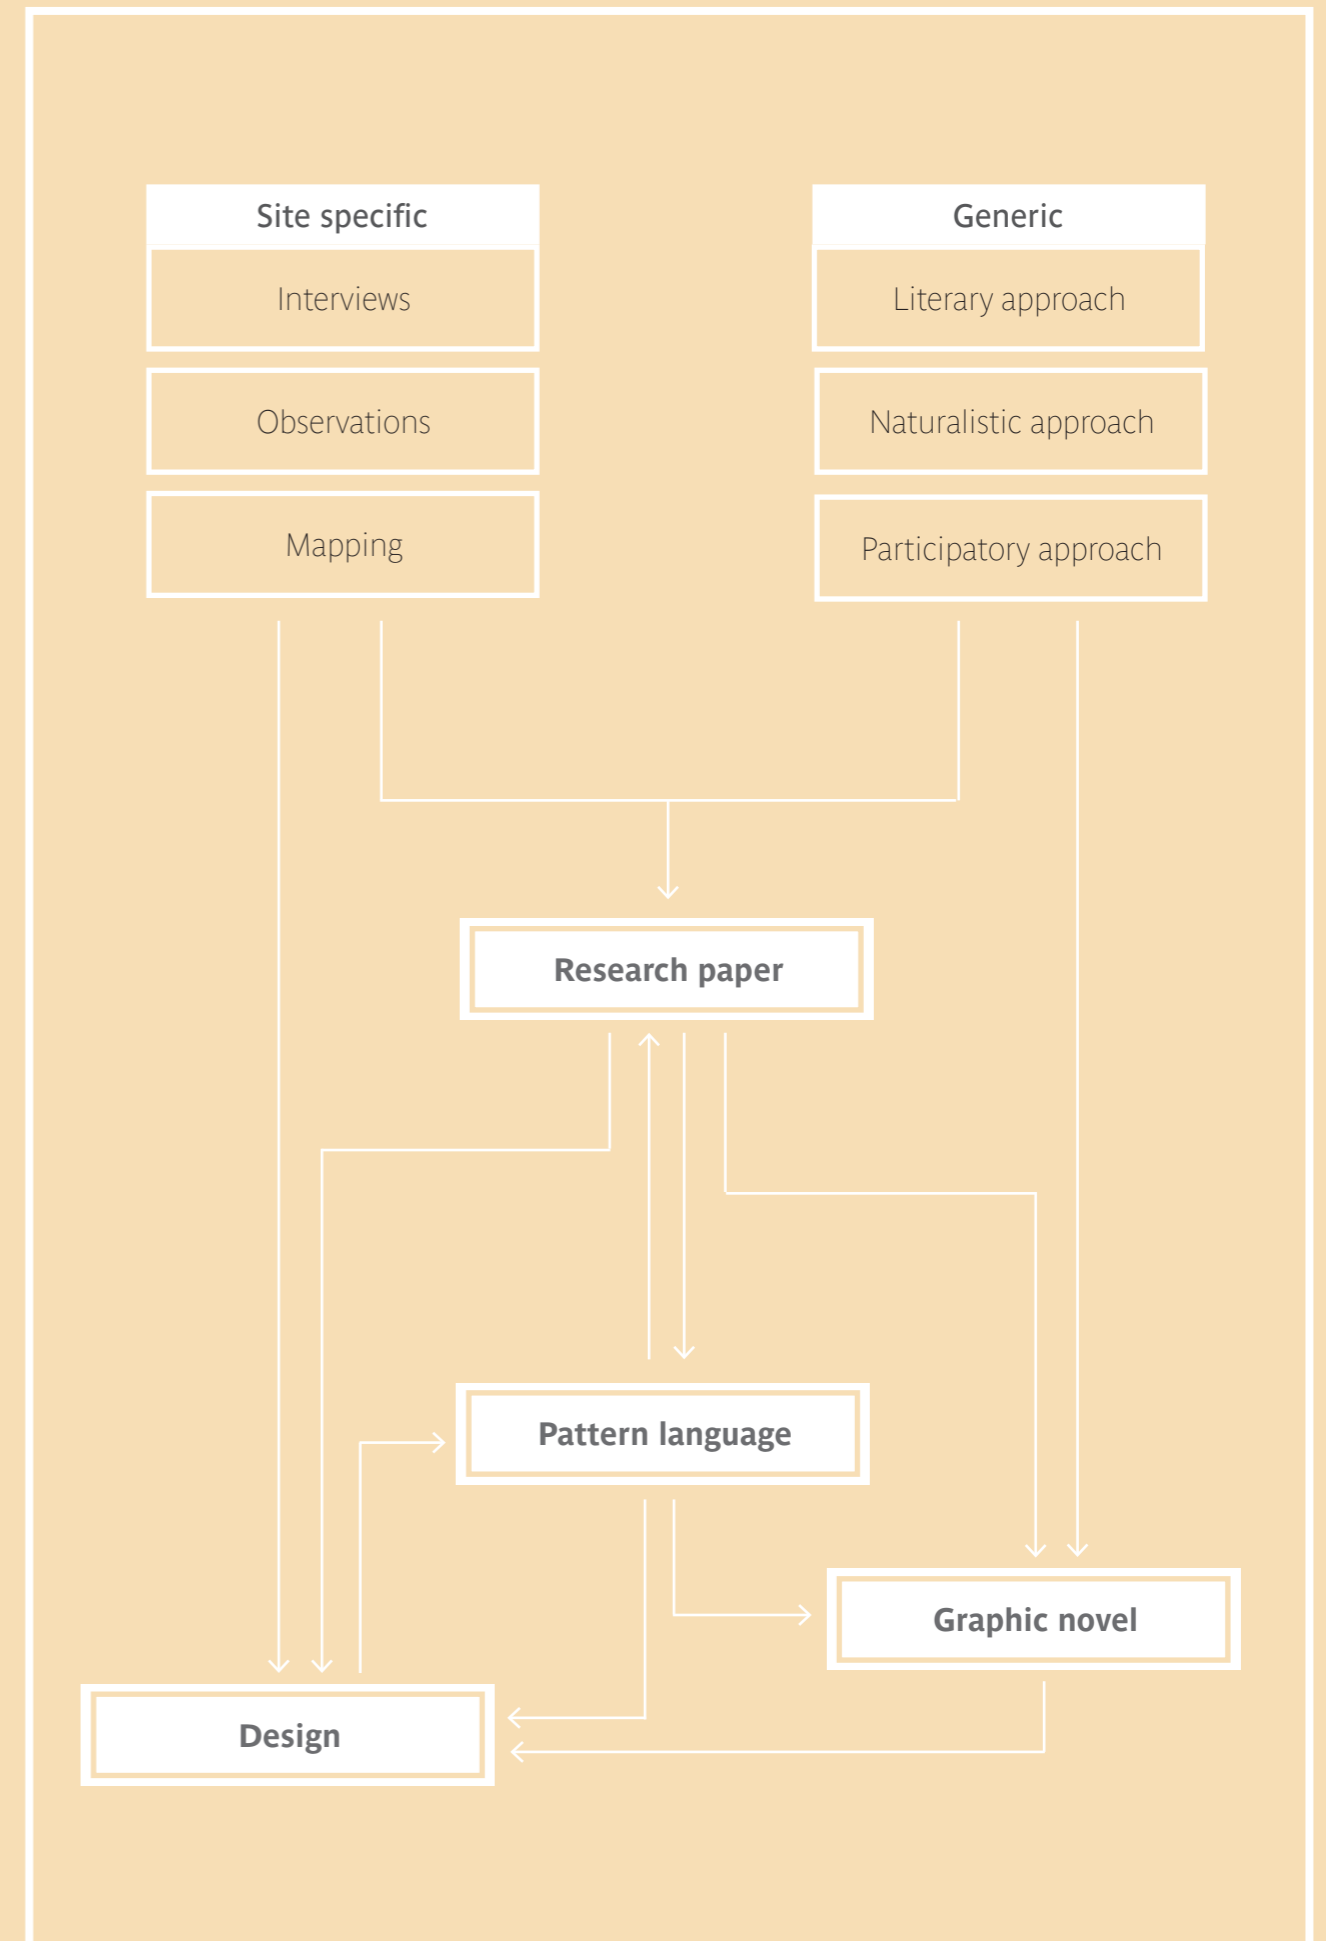 Site specific
Interviews
Observations
Mapping
Generic
Literary approach
Naturalistic approach
Participatory approach
Research paper
Pattern language
Graphic novel
Design